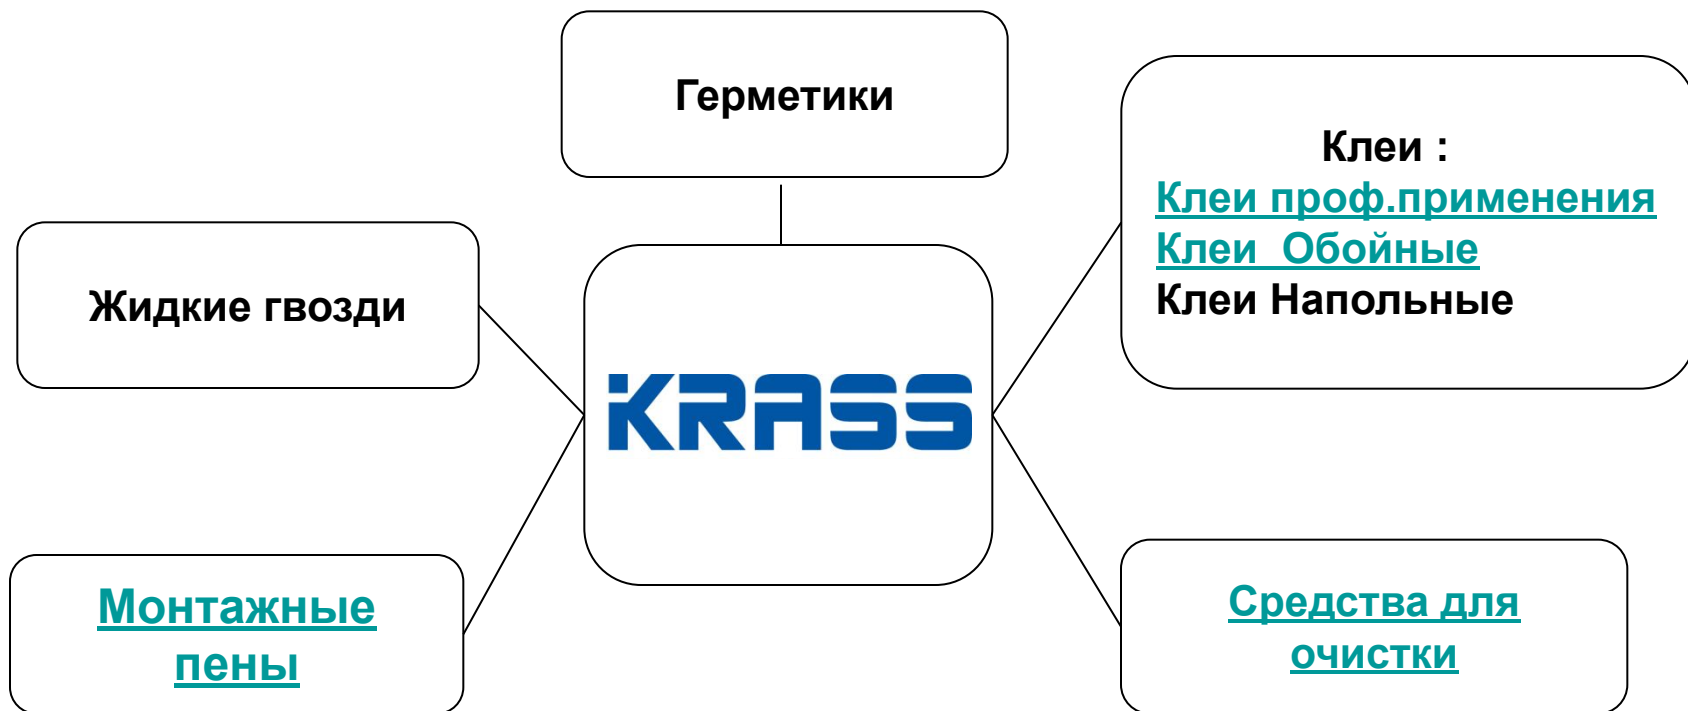 Герметики
Клеи :
Клеи проф.применения
Клеи Обойные
Клеи Напольные
Жидкие гвозди
KRASS
Монтажные
пены
Средства для
очистки